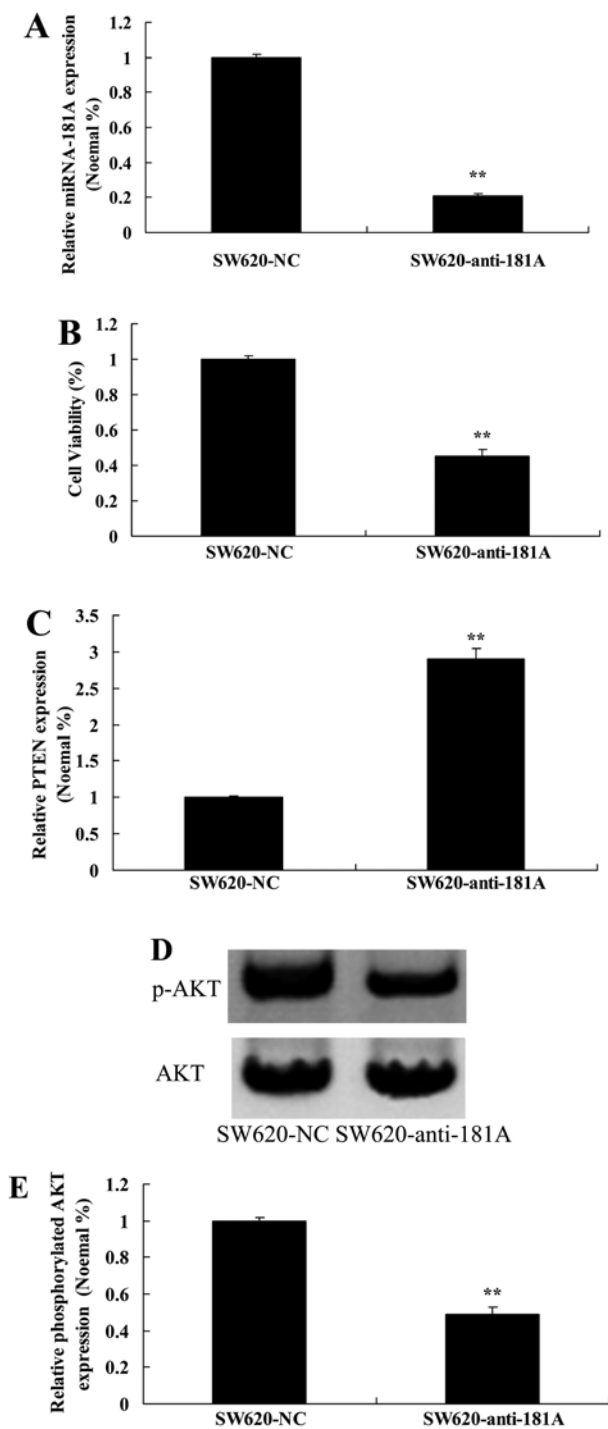 A
Relative miRNA-181A expression
(Noemal %)
1.2
1
0.8
0.6
0.4
0.2
0
**
SW620-NC SW620-anti-181A
B
Cell Viability (%)
1.2
1
0.8
0.6
0.4
0.2
0
**
SW620-NC SW620-anti-181A
C
Relative PTEN expression
(Noemal %)
3.5
3
2.5
2
1.5
1
0.5
0
**
SW620-NC SW620-anti-181A
D
p-AKT
AKT
SW620-NC SW620-anti-181A
E
Relative phosphorylated AKT
expression (Noemal %)
1.2
1
0.8
0.6
0.4
0.2
0
**
SW620-NC SW620-anti-181A